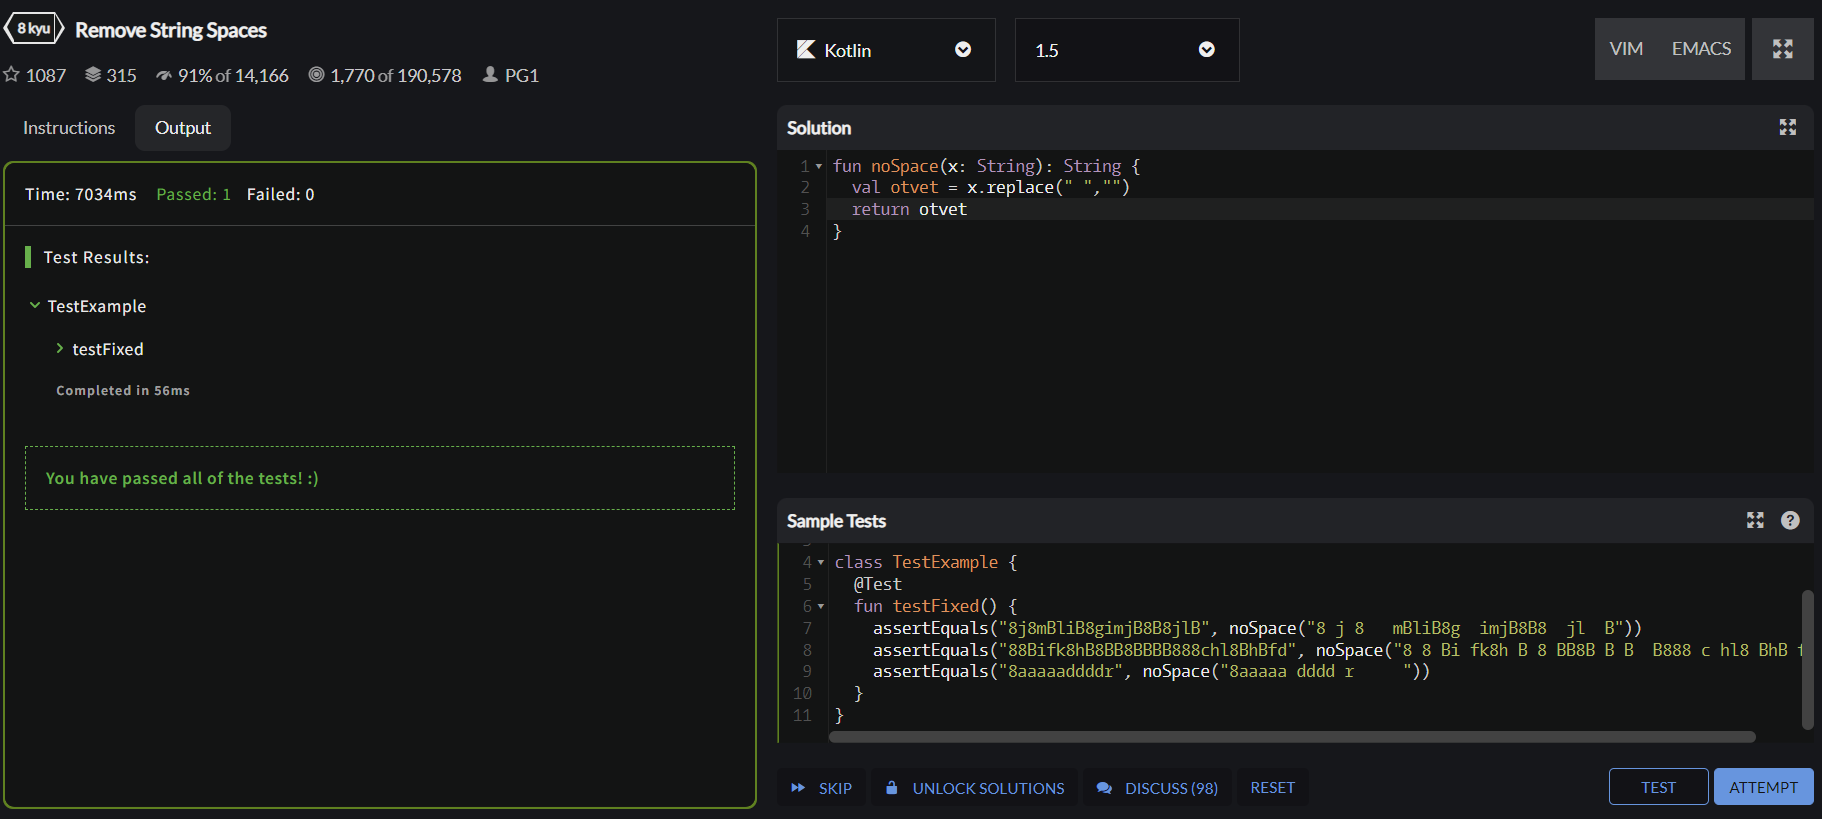 8 kyu Remove String Spaces
1087 315 91% of 14,166 1,770 of 190,578 PG1
Instructions Output
Time: 7034ms Passed: 1 Failed: 0
Test Results:
TestExample
testFixed
Completed in 56ms
You have passed all of the tests! :)
Kotlin 1.5 VIM EMACS
Solution
1 fun noSpace(x: String): String {
2 val otvet = x.replace(" ","")
3 return otvet
4 }
Sample Tests
4 class TestExample {
5 @Test
6 fun testFixed() {
7 assertEquals("8j8mBliB8gimjB8B8jlB", noSpace("8 j 8   mBliB8g  imjB8B8  jl  B"))
8 assertEquals("88Bifk8hB8BB8BBBB888chl8BhBfd", noSpace("8 8 Bi fk8h B 8 BB8B B B  B888 c hl8 BhB f
9 assertEquals("8aaaaaddddr", noSpace("8aaaaa dddd r     "))
10 }
11 }
SKIP UNLOCK SOLUTIONS DISCUSS (98) RESET TEST ATTEMPT